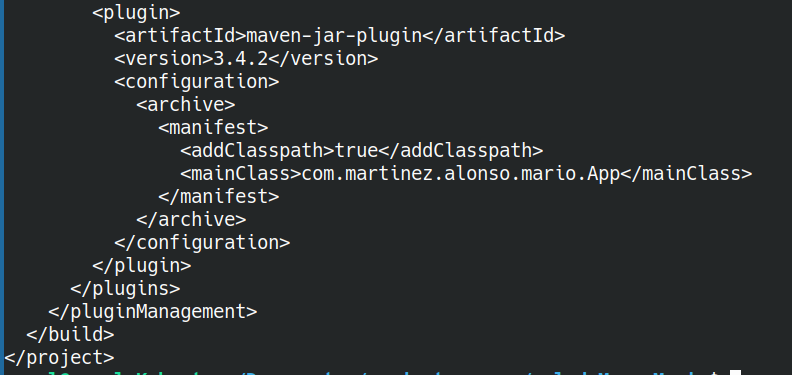 <plugin>
          <artifactId>maven-jar-plugin</artifactId>
          <version>3.4.2</version>
          <configuration>
            <archive>
              <manifest>
                <addClasspath>true</addClasspath>
                <mainClass>com.martinez.alonso.mario.App</mainClass>
              </manifest>
            </archive>
          </configuration>
        </plugin>
      </plugins>
    </pluginManagement>
  </build>
</project>